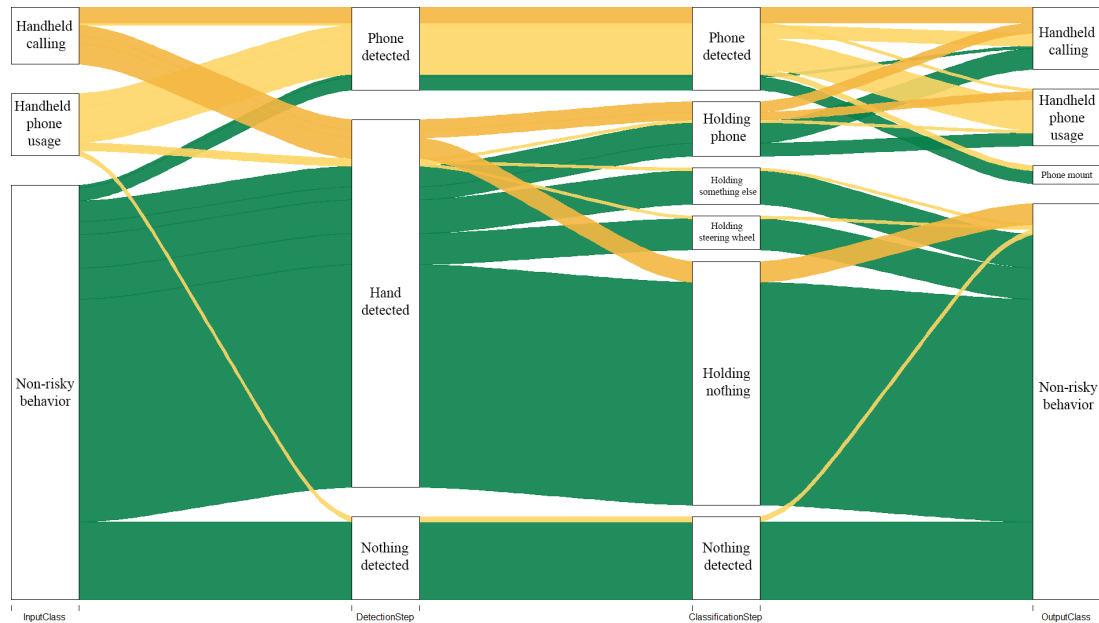 Handheld
calling
Handheld
phone
usage
Non-risky
behavior
Phone
detected
Hand
detected
Nothing
detected
Phone
detected
Holding
phone
Holding
something else
Holding
steering wheel
Holding
nothing
Nothing
detected
Handheld
calling
Handheld
phone
usage
Phone mount
Non-risky
behavior
InputClass
DetectionStep
ClassificationStep
OutputClass